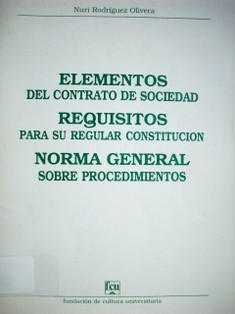 Nuri Rodríguez Olivera
ELEMENTOS
DEL CONTRATO DE SOCIEDAD
REQUISITOS
PARA SU REGULAR CONSTITUCION
NORMA GENERAL
SOBRE PROCEDIMIENTOS
fcu
fundación de cultura universitaria